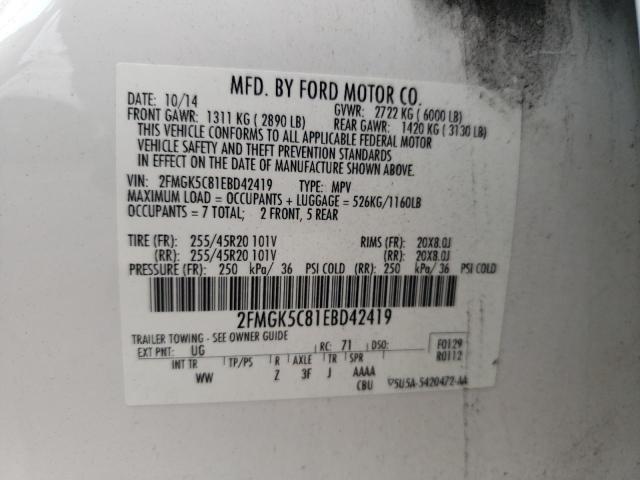 MFD. BY FORD MOTOR CO.
DATE: 10/14 GVWR: 2722 KG (6000 LB)
FRONT GAWR: 1311 KG (2890 LB) REAR GAWR: 1420 KG (3130 LB)
THIS VEHICLE CONFORMS TO ALL APPLICABLE FEDERAL MOTOR
VEHICLE SAFETY AND THEFT PREVENTION STANDARDS
IN EFFECT ON THE DATE OF MANUFACTURE SHOWN ABOVE.
VIN: 2FMGK5C81EBD42419 TYPE: MPV
MAXIMUM LOAD = OCCUPANTS + LUGGAGE = 526KG/1160LB
OCCUPANTS = 7 TOTAL; 2 FRONT, 5 REAR
TIRE (FR): 255/45R20 101V RIMS (FR): 20X8.0J
(RR): 255/45R20 101V (RR): 20X8.0J
PRESSURE (FR): 250 kPa/ 36 PSI COLD (RR): 250 kPa/ 36 PSI COLD
2FMGK5C81EBD42419
TRAILER TOWING - SEE OWNER GUIDE
EXT PNT: UG RC: 71 DSO: F0129
R0112
INT TR TP/PS R AXLE TR SPR
WW Z 3F J AAAA
CBU 5U5A-5420472-AA